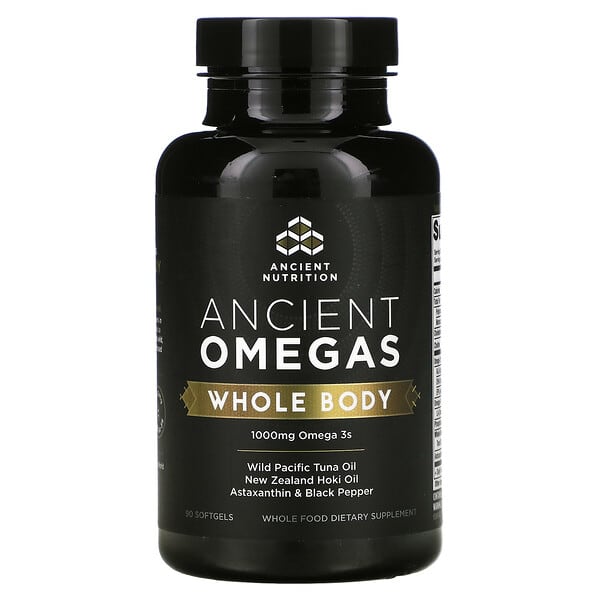 ANCIENT
NUTRITION
ANCIENT
OMEGAS
WHOLE BODY
1000mg Omega 3s
Wild Pacific Tuna Oil
New Zealand Hoki Oil
Astaxanthin & Black Pepper
90 SOFTGELS WHOLE FOOD DIETARY SUPPLEMENT